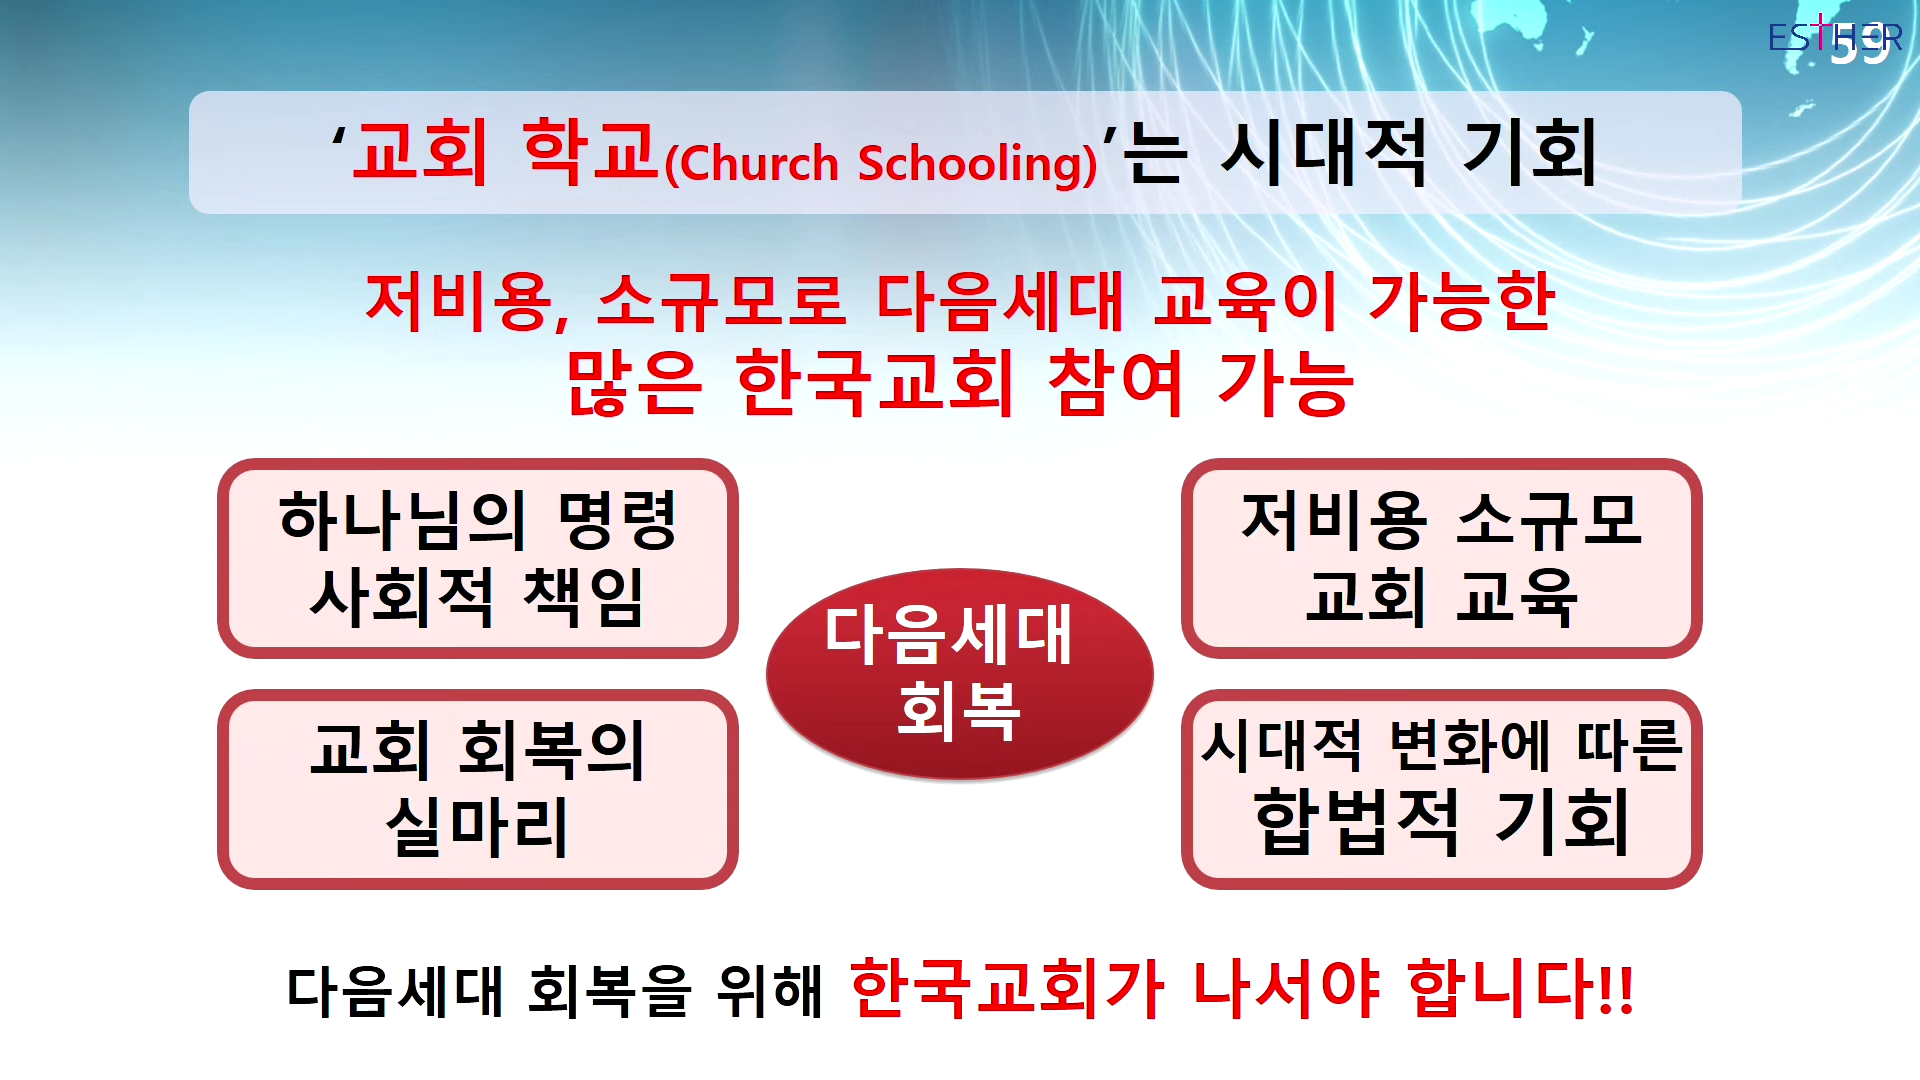 ESTHER
59
‘교회 학교(Church Schooling)’는 시대적 기회
저비용, 소규모로 다음세대 교육이 가능한
많은 한국교회 참여 가능
하나님의 명령
사회적 책임
저비용 소규모
교회 교육
다음세대
회복
교회 회복의
실마리
시대적 변화에 따른
합법적 기회
다음세대 회복을 위해 한국교회가 나서야 합니다!!